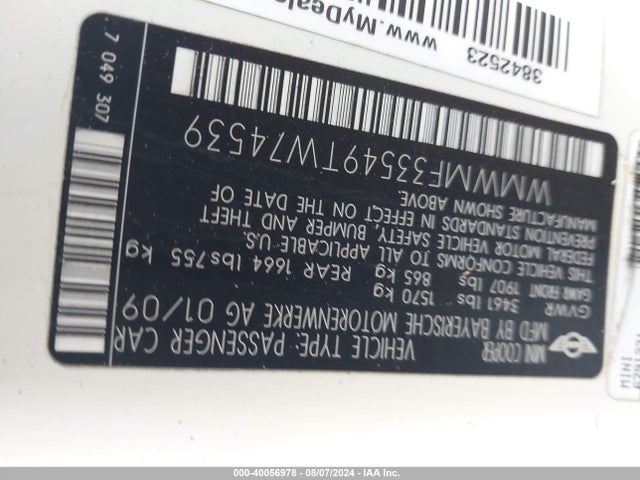 MINI COOPER
VEHICLE TYPE: PASSENGER CAR
MFD BY BAYERISCHE MOTORENWERKE AG 01/09
GVWR 3461 lbs 1570 kg
GAWR FRONT 1907 lbs 865 kg REAR 1664 lbs 755 kg
THIS VEHICLE CONFORMS TO ALL APPLICABLE U.S.
FEDERAL MOTOR VEHICLE SAFETY, BUMPER AND THEFT
PREVENTION STANDARDS IN EFFECT ON THE DATE OF
MANUFACTURE SHOWN ABOVE.
WMWMF33549TW74539
7 049 307
www.MyDeale
3842523
MINI
000-40056978 - 08/07/2024 - IAA Corp.